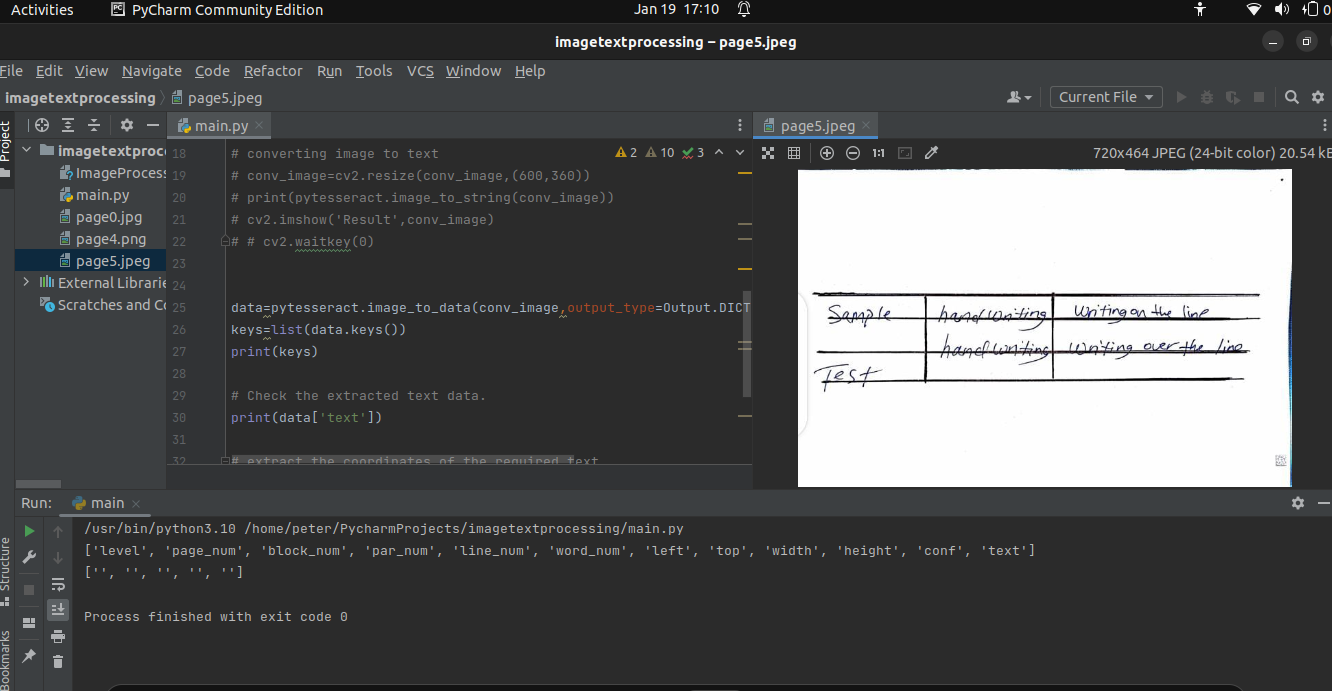 Activities PyCharm Community Edition Jan 19 17:10 0
imagetextprocessing – page5.jpeg
File Edit View Navigate Code Refactor Run Tools VCS Window Help
imagetextprocessing page5.jpeg Current File
Project
main.py page5.jpeg
720x464 JPEG (24-bit color) 20.54 kE
1:1
imagetextproc
ImageProcess
main.py
page0.jpg
page4.png
page5.jpeg
External Librarie
Scratches and Co
2 10 3
18 # converting image to text
19 # conv_image=cv2.resize(conv_image,(600,360))
20 # print(pytesseract.image_to_string(conv_image))
21 # cv2.imshow('Result',conv_image)
22 # # cv2.waitkey(0)
23
24
25 data=pytesseract.image_to_data(conv_image,output_type=Output.DICT
26 keys=list(data.keys())
27 print(keys)
28
29 # Check the extracted text data.
30 print(data['text'])
31
32 # extract the coordinates of the required text
Sample handwriting Writing on the line
handwriting Writing over the line
Test
Run: main
/usr/bin/python3.10 /home/peter/PycharmProjects/imagetextprocessing/main.py
['level', 'page_num', 'block_num', 'par_num', 'line_num', 'word_num', 'left', 'top', 'width', 'height', 'conf', 'text']
['', '', '', '', '']
Process finished with exit code 0
Structure
Bookmarks